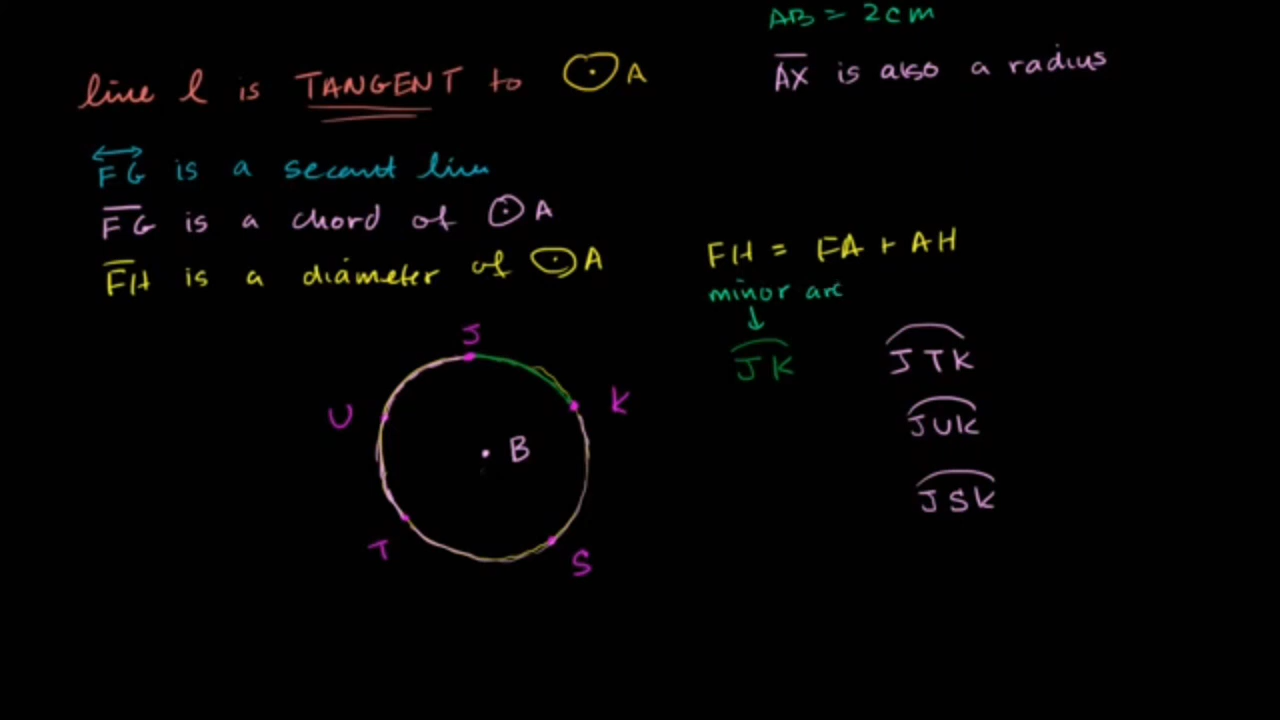 AB = 2cm
line l is TANGENT to ⊙ A
AX is also a radius
FG is a secant line
FG is a chord of ⊙ A
FH is a diameter of ⊙ A
FH = FA + AH
minor arc
↓
JK
JTK
JUK
JSK
J
K
U
B
T
S